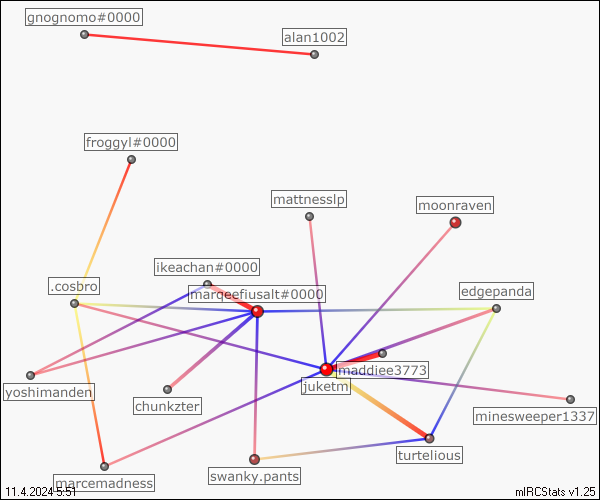 gnognomo#0000
alan1002
froggyl#0000
mattnesslp
moonraven
ikeachan#0000
.cosbro
marqeefiusalt#0000
edgepanda
maddiee3773
juketm
yoshimanden
chunkzter
minesweeper1337
turtelious
swanky.pants
marcemadness
11.4.2024 5:51
mIRCStats v1.25